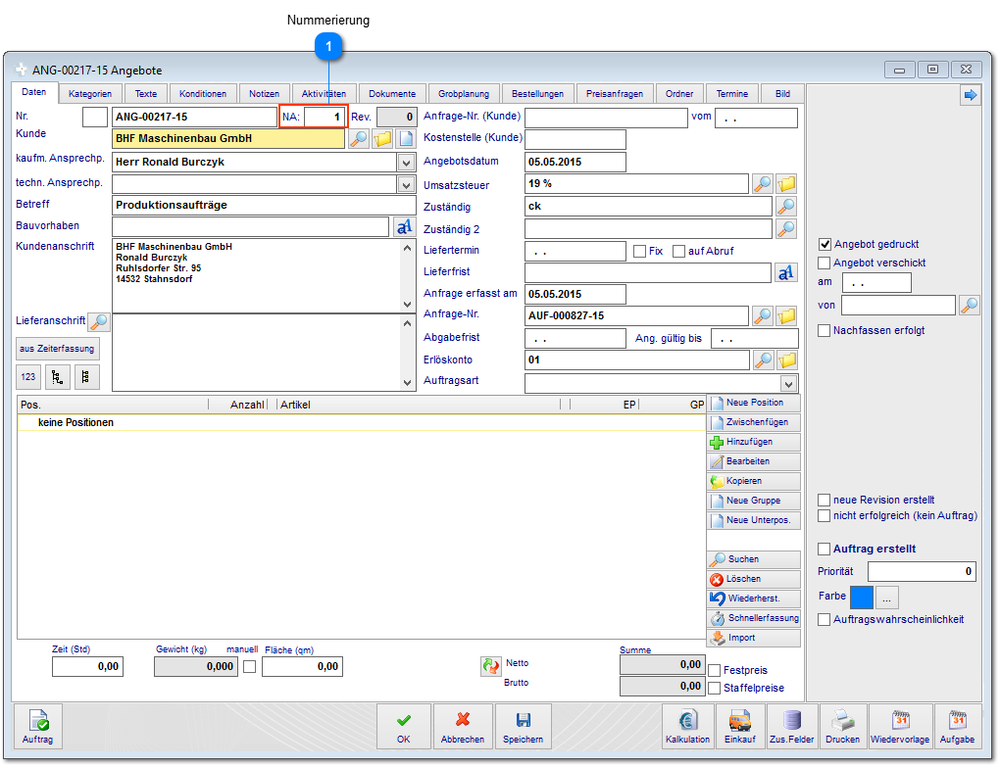 Nummerierung
1
ANG-00217-15 Angebote
Daten Kategorien Texte Konditionen Notizen Aktivitäten Dokumente Grobplanung Bestellungen Preisanfragen Ordner Termine Bild
Nr. ANG-00217-15 NA: 1 Rev. 0 Anfrage-Nr. (Kunde) vom . .
Kunde BHF Maschinenbau GmbH Kostenstelle (Kunde)
kaufm. Ansprechp. Herr Ronald Burczyk Angebotsdatum 05.05.2015
techn. Ansprechp. Umsatzsteuer 19 %
Betreff Produktionsaufträge Zuständig ck
Bauvorhaben aA Zuständig 2
Kundenanschrift BHF Maschinenbau GmbH Liefertermin . . Fix auf Abruf
Ronald Burczyk
Ruhlsdorfer Str. 95
14532 Stahnsdorf
Lieferfrist aA
Anfrage erfasst am 05.05.2015
Lieferanschrift Anfrage-Nr. AUF-000827-15
aus Zeiterfassung Abgabefrist . . Ang. gültig bis . .
123 Erlöskonto 01
Auftragsart
Angebot gedruckt
Angebot verschickt
am . .
von
Nachfassen erfolgt
Pos. Anzahl Artikel EP GP
keine Positionen
Neue Position
Zwischenfügen
Hinzufügen
Bearbeiten
Kopieren
Neue Gruppe
Neue Unterpos.
Suchen
Löschen
Wiederherst.
Schnellerfassung
Import
neue Revision erstellt
nicht erfolgreich (kein Auftrag)
Auftrag erstellt
Priorität 0
Farbe ...
Auftragswahrscheinlichkeit
Zeit (Std) Gewicht (kg) manuell Fläche (qm) Summe
0,00 0,000 0,00 Netto 0,00 Festpreis
Brutto 0,00 Staffelpreise
Auftrag OK Abbrechen Speichern Kalkulation Einkauf Zus.Felder Drucken 31 Wiedervorlage 31 Aufgabe